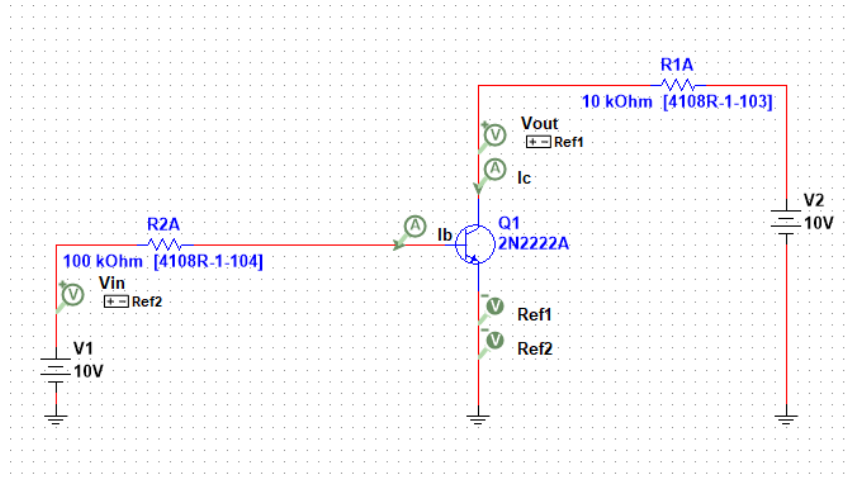 R1A
10 kOhm [4108R-1-103]
V
Vout
+ - Ref1
A
Ic
V2
10V
R2A
A
Ib
Q1
2N2222A
100 kOhm [4108R-1-104]
Vin
V
+ - Ref2
V
Ref1
V
Ref2
V1
10V